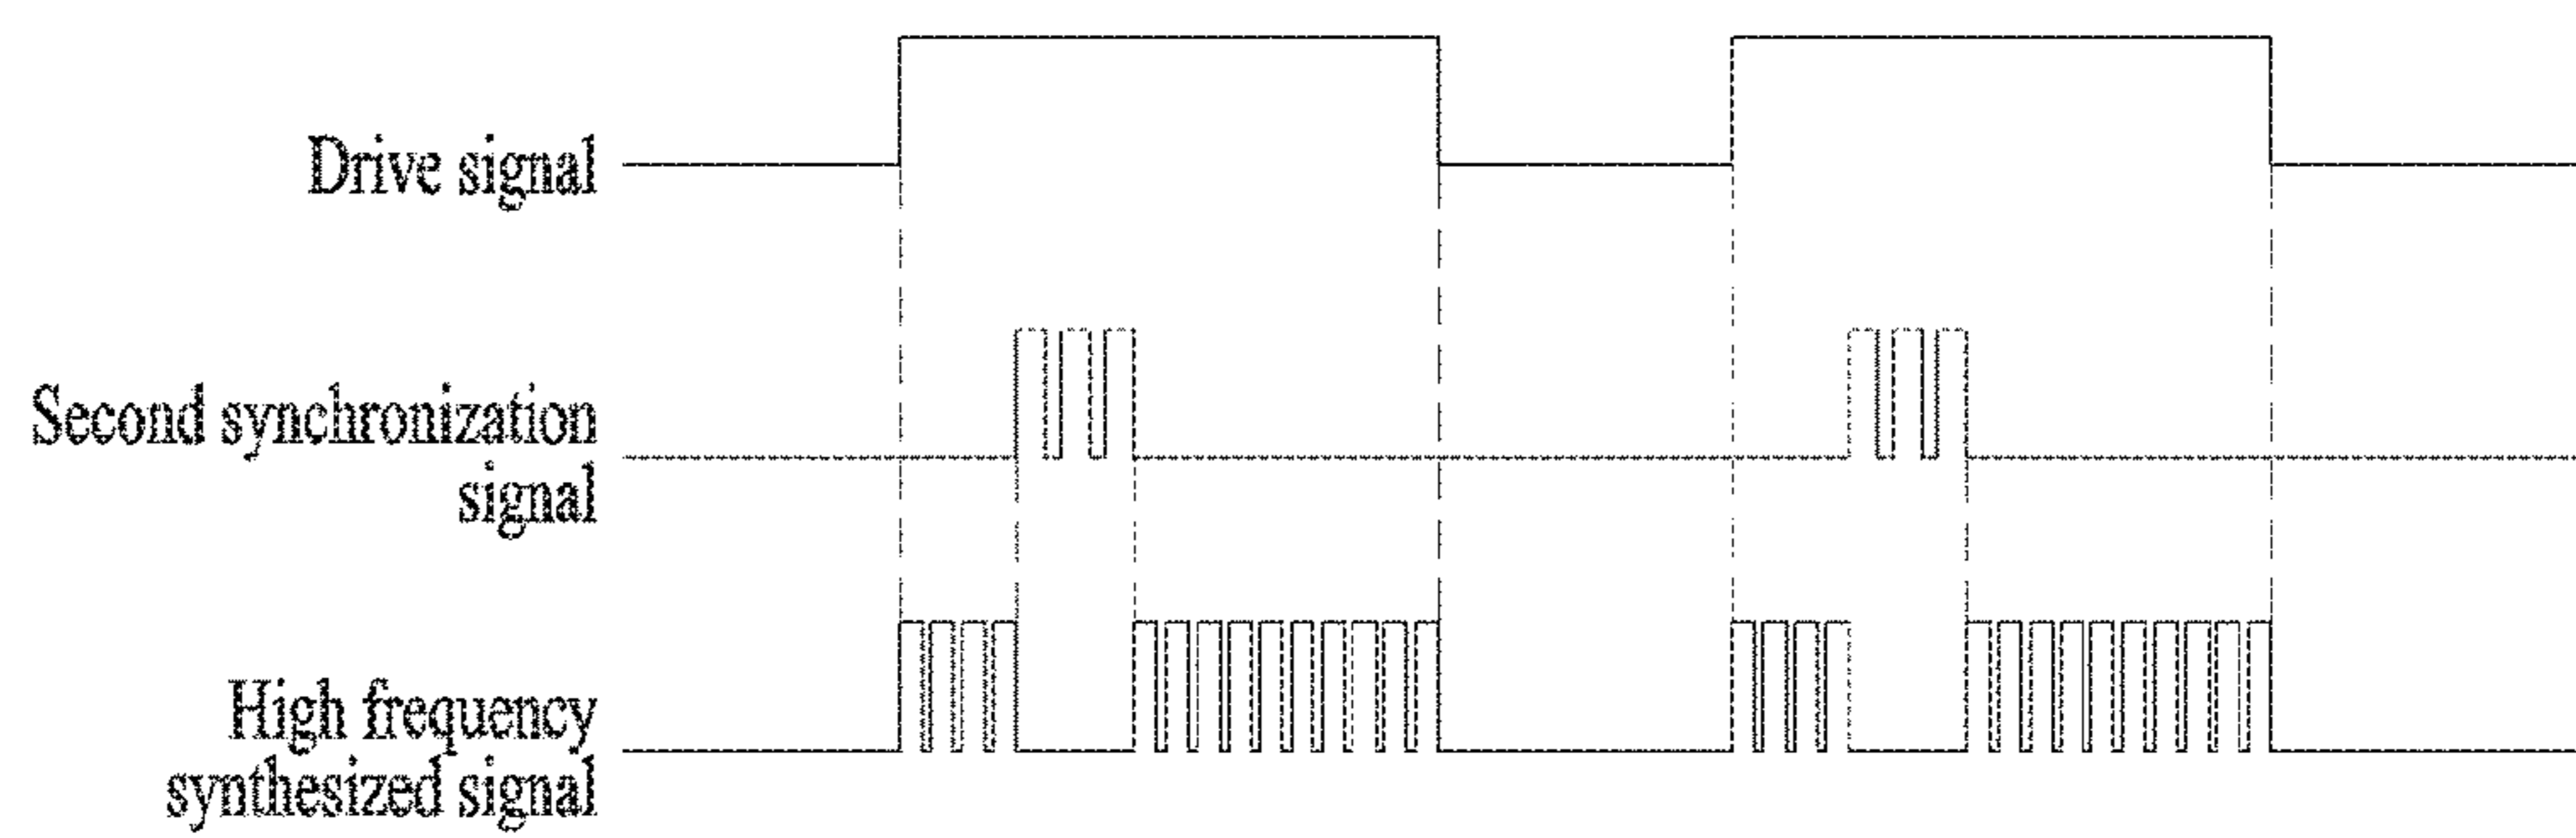 Drive signal
Second synchronization
signal
High frequency
synthesized signal